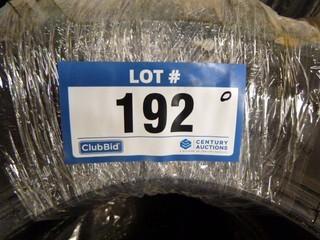 LOT #
192
ClubBid
CENTURY
AUCTIONS